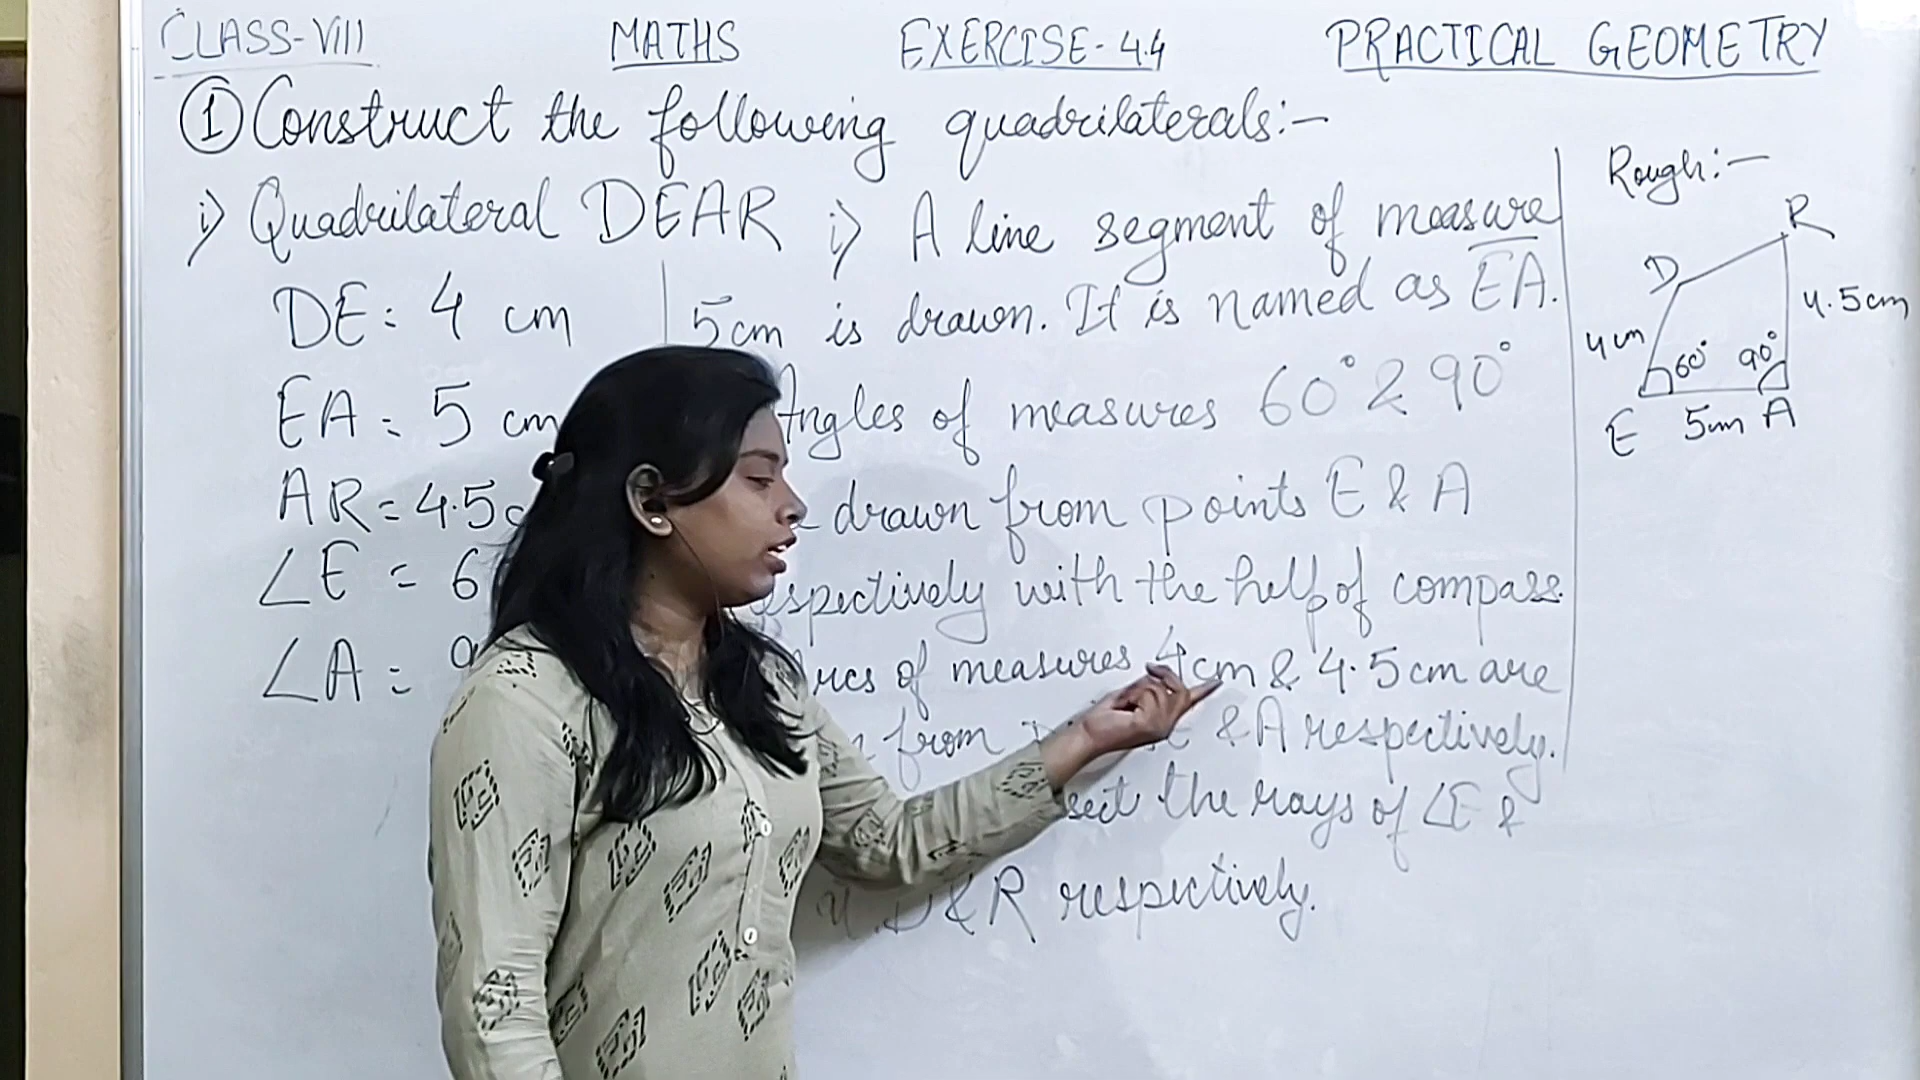 CLASS-VIII MATHS EXERCISE-4.4 PRACTICAL GEOMETRY
① Construct the following quadrilaterals:-
i) Quadrilateral DEAR
DE = 4 cm
EA = 5 cm
AR = 4.5
∠E = 6
∠A =
i) A line segment of measure
5cm is drawn. It is named as EA.
Angles of measures 60° & 90°
drawn from points E & A
respectively with the help of compass.
Arcs of measures 4cm & 4.5cm are
from & A respectively.
the rays of ∠E &
D & R respectively.
Rough:-
R
D
4.5cm
4cm
60° 90°
E 5cm A